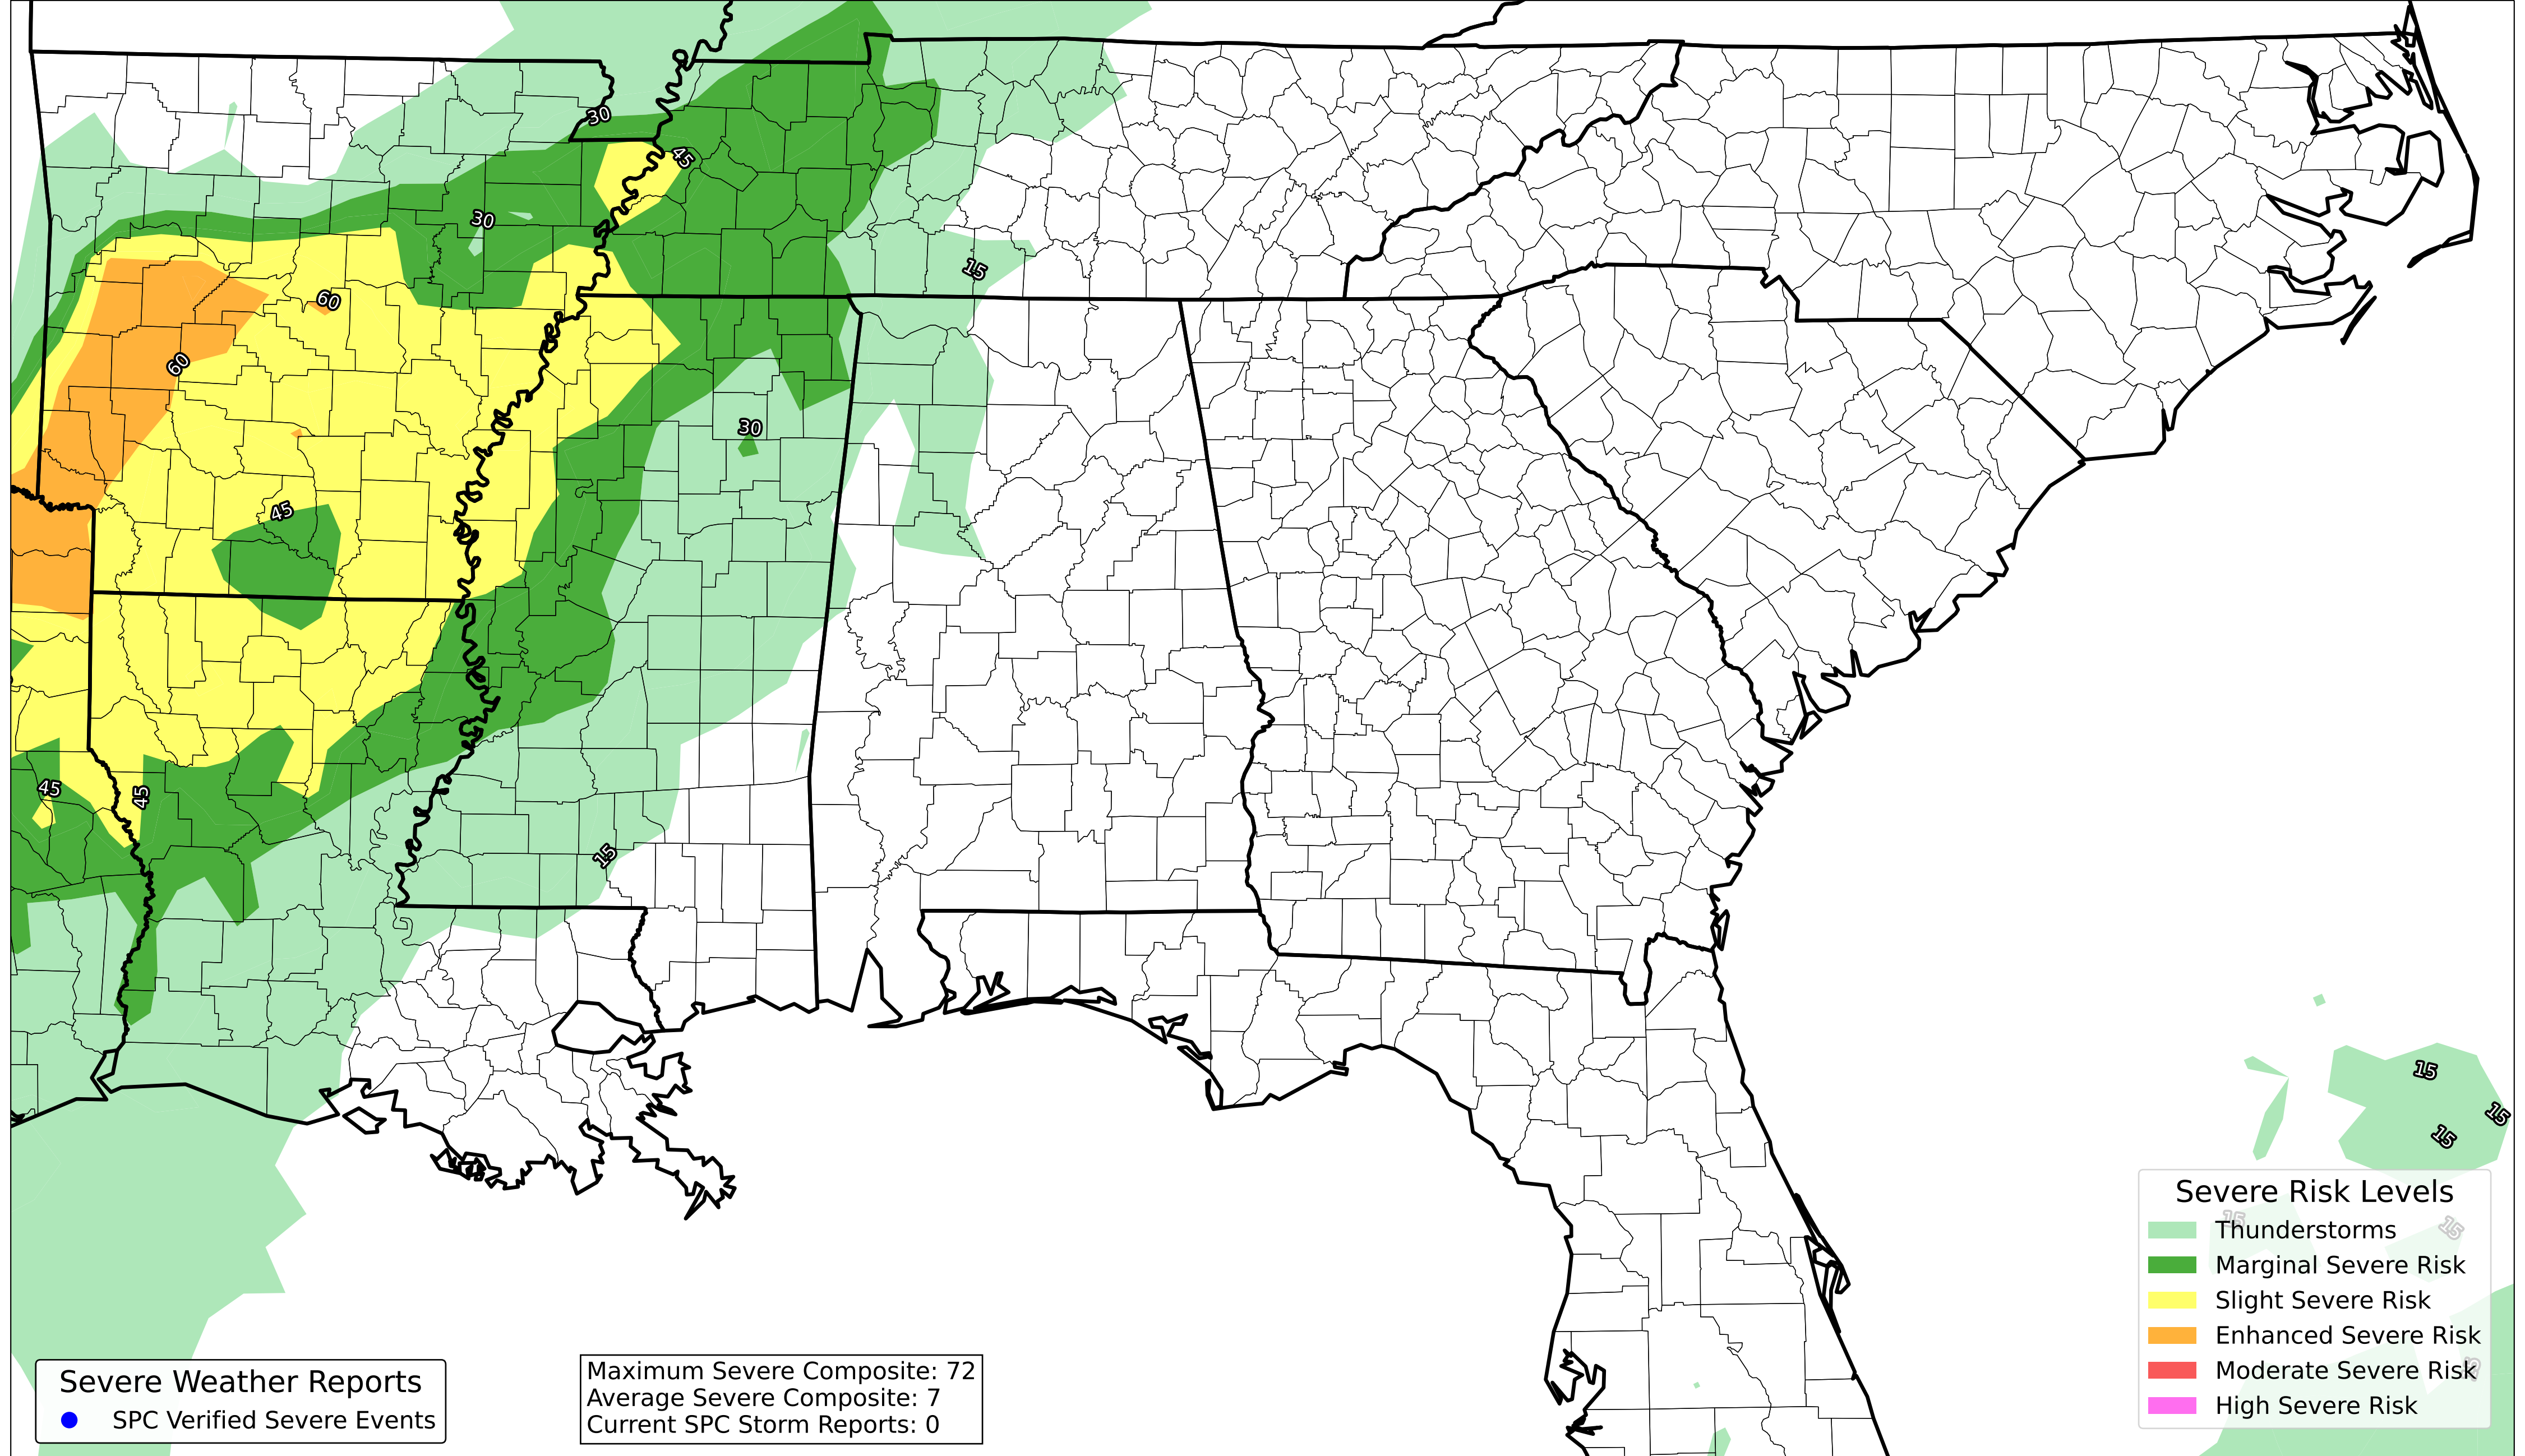 30
45
30
15
60
60
30
45
45
45
15
15
15
15
15
15
Severe Risk Levels
Thunderstorms
Marginal Severe Risk
Slight Severe Risk
Enhanced Severe Risk
Moderate Severe Risk
High Severe Risk
Severe Weather Reports
SPC Verified Severe Events
Maximum Severe Composite: 72
Average Severe Composite: 7
Current SPC Storm Reports: 0